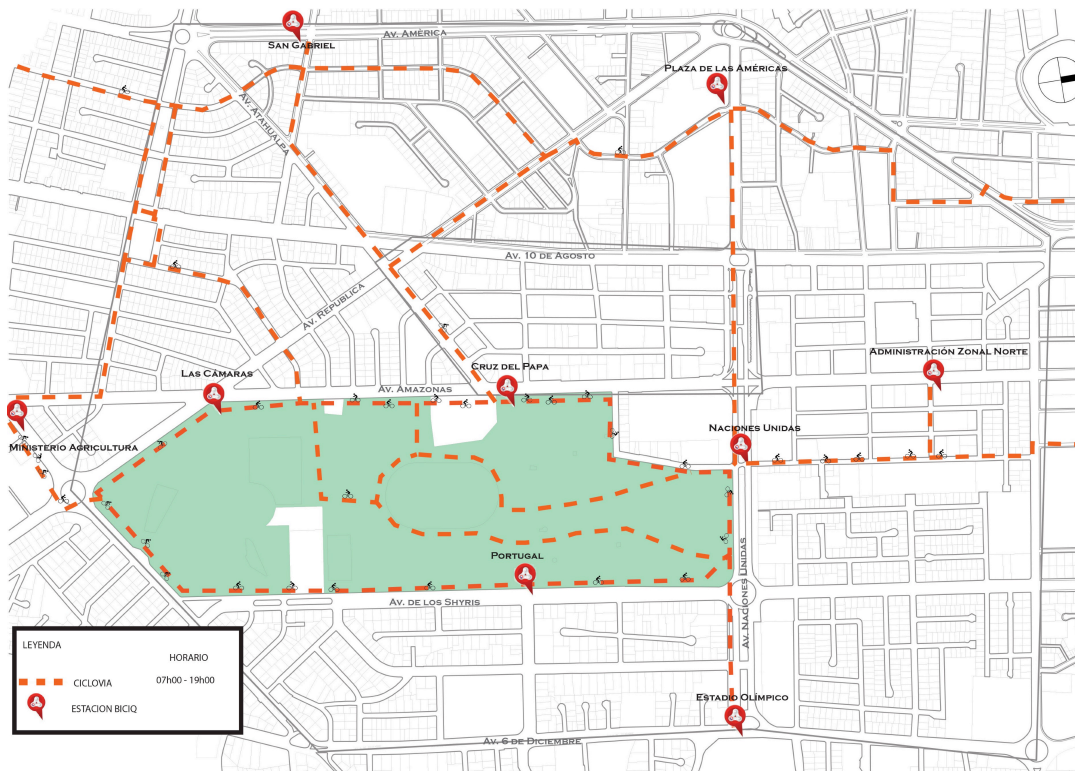 Av. América
San Gabriel
Plaza de las Américas
Av. Atahualpa
Av. 10 de Agosto
Av. Republica
Administración Zonal Norte
Cruz del Papa
Las Cámaras
Av. Amazonas
Naciones Unidas
Ministerio Agricultura
Portugal
Av. Naciones Unidas
Av. de los Shyris
LEYENDA
HORARIO
CICLOVIA
07h00 - 19h00
ESTACION BICIQ
Estadio Olímpico
Av. 6 de Diciembre